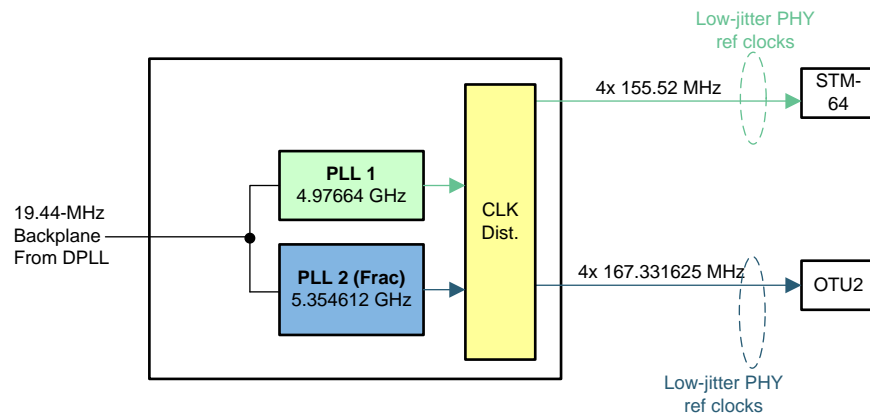 Low-jitter PHY
ref clocks
4x 155.52 MHz
STM-
64
PLL 1
4.97664 GHz
CLK
Dist.
19.44-MHz
Backplane
From DPLL
PLL 2 (Frac)
5.354612 GHz
4x 167.331625 MHz
OTU2
Low-jitter PHY
ref clocks